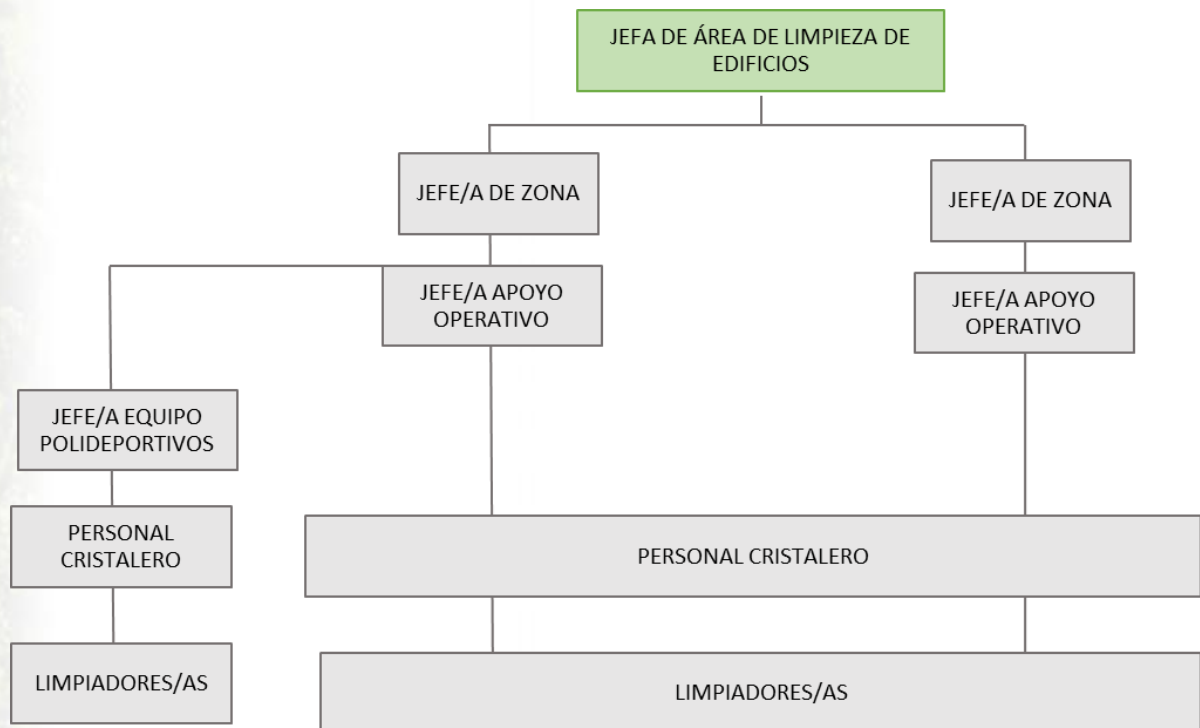 JEFA DE ÁREA DE LIMPIEZA DE
EDIFICIOS
JEFE/A DE ZONA
JEFE/A DE ZONA
JEFE/A APOYO
OPERATIVO
JEFE/A APOYO
OPERATIVO
JEFE/A EQUIPO
POLIDEPORTIVOS
PERSONAL
CRISTALERO
PERSONAL CRISTALERO
LIMPIADORES/AS
LIMPIADORES/AS